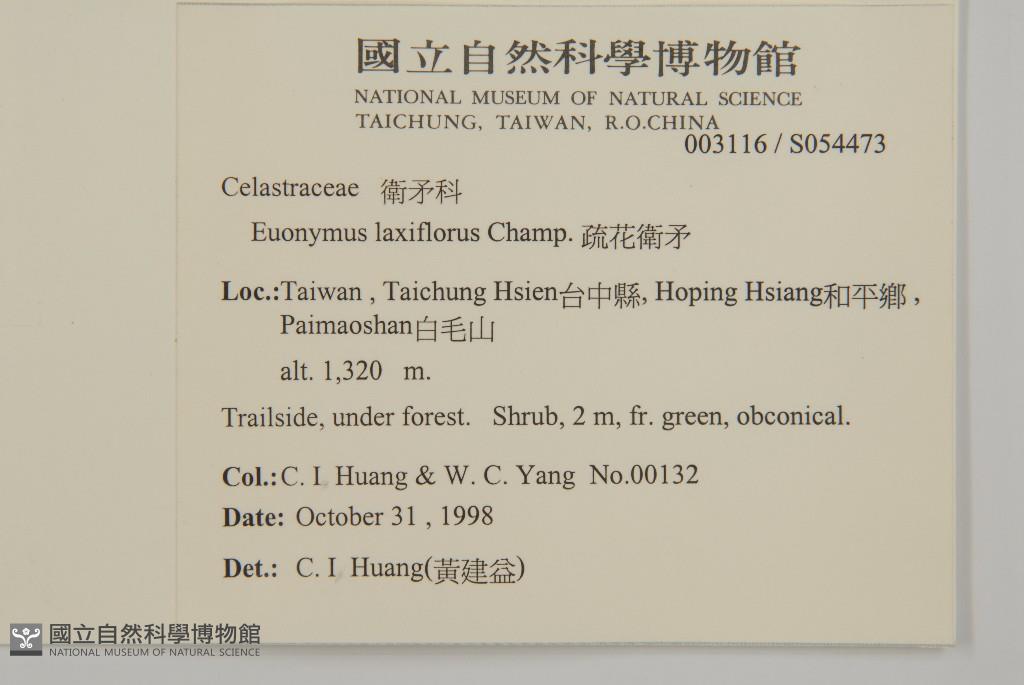 國立自然科學博物館
NATIONAL MUSEUM OF NATURAL SCIENCE
TAICHUNG, TAIWAN, R.O.CHINA
003116 / S054473
Celastraceae 衛矛科
Euonymus laxiflorus Champ. 疏花衛矛
Loc.:Taiwan , Taichung Hsien台中縣, Hoping Hsiang和平鄉 ,
Paimaoshan白毛山
alt. 1,320 m.
Trailside, under forest. Shrub, 2 m, fr. green, obconical.
Col.: C. I Huang & W. C. Yang No.00132
Date: October 31 , 1998
Det.: C. I Huang(黃建益)
國立自然科學博物館
NATIONAL MUSEUM OF NATURAL SCIENCE